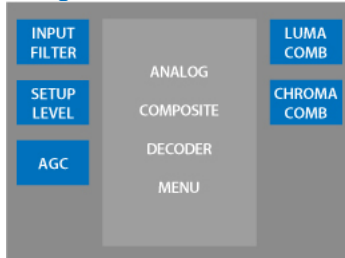 INPUT
FILTER
SETUP
LEVEL
AGC
ANALOG
COMPOSITE
DECODER
MENU
LUMA
COMB
CHROMA
COMB